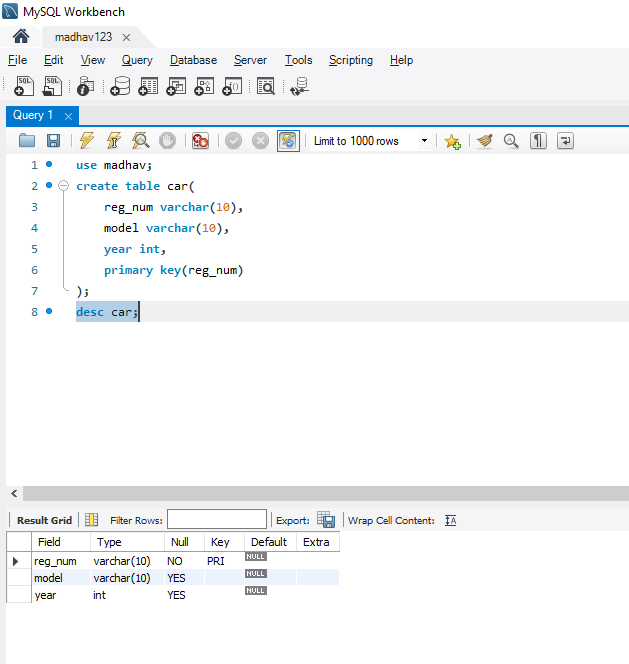 MySQL Workbench
madhav123 ×
File Edit View Query Database Server Tools Scripting Help
SQL SQL
Query 1 ×
Limit to 1000 rows
1 use madhav;
2 create table car(
3 reg_num varchar(10),
4 model varchar(10),
5 year int,
6 primary key(reg_num)
7 );
8 desc car;
Result Grid Filter Rows: Export: Wrap Cell Content: IA
Field Type Null Key Default Extra
reg_num varchar(10) NO PRI NULL
model varchar(10) YES NULL
year int YES NULL